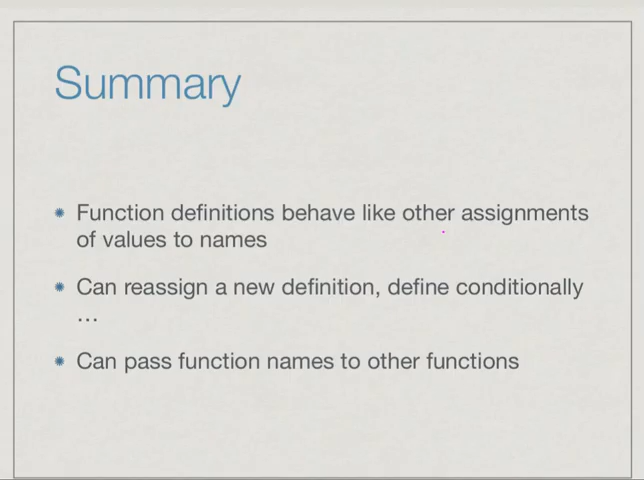 Summary
Function definitions behave like other assignments
of values to names
Can reassign a new definition, define conditionally
…
Can pass function names to other functions